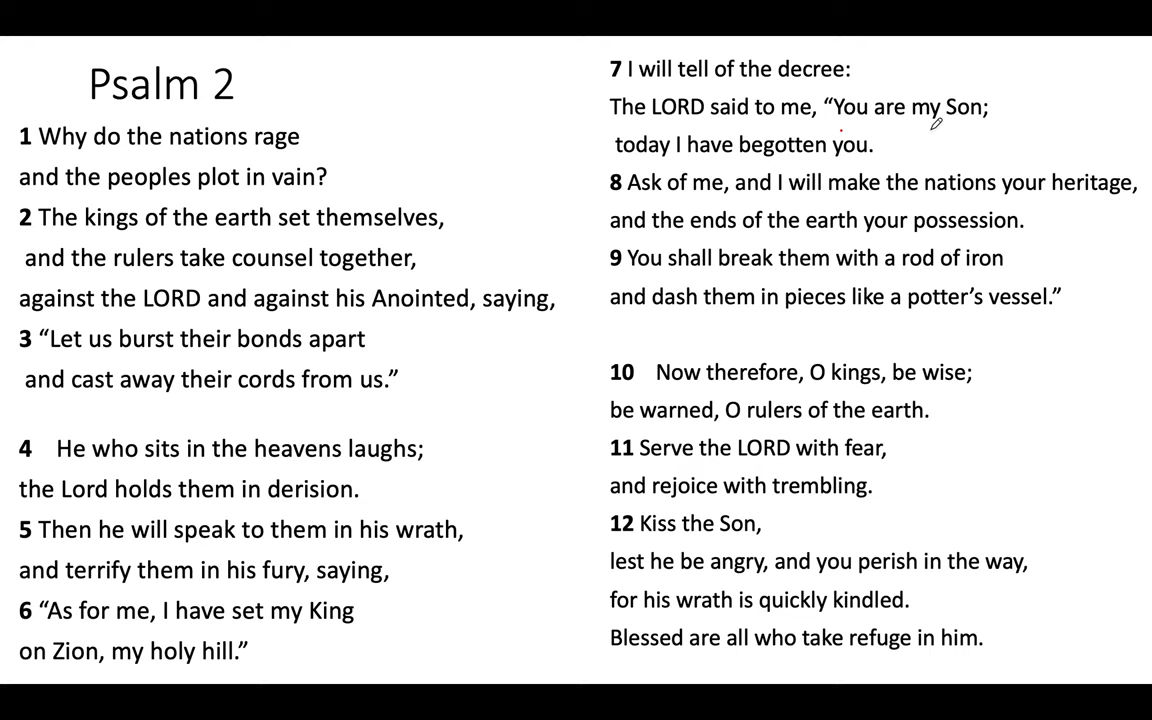 Psalm 2
1 Why do the nations rage
and the peoples plot in vain?
2 The kings of the earth set themselves,
and the rulers take counsel together,
against the LORD and against his Anointed, saying,
3 “Let us burst their bonds apart
and cast away their cords from us.”
4 He who sits in the heavens laughs;
the Lord holds them in derision.
5 Then he will speak to them in his wrath,
and terrify them in his fury, saying,
6 “As for me, I have set my King
on Zion, my holy hill.”
7 I will tell of the decree:
The LORD said to me, “You are my Son;
today I have begotten you.
8 Ask of me, and I will make the nations your heritage,
and the ends of the earth your possession.
9 You shall break them with a rod of iron
and dash them in pieces like a potter’s vessel.”
10 Now therefore, O kings, be wise;
be warned, O rulers of the earth.
11 Serve the LORD with fear,
and rejoice with trembling.
12 Kiss the Son,
lest he be angry, and you perish in the way,
for his wrath is quickly kindled.
Blessed are all who take refuge in him.